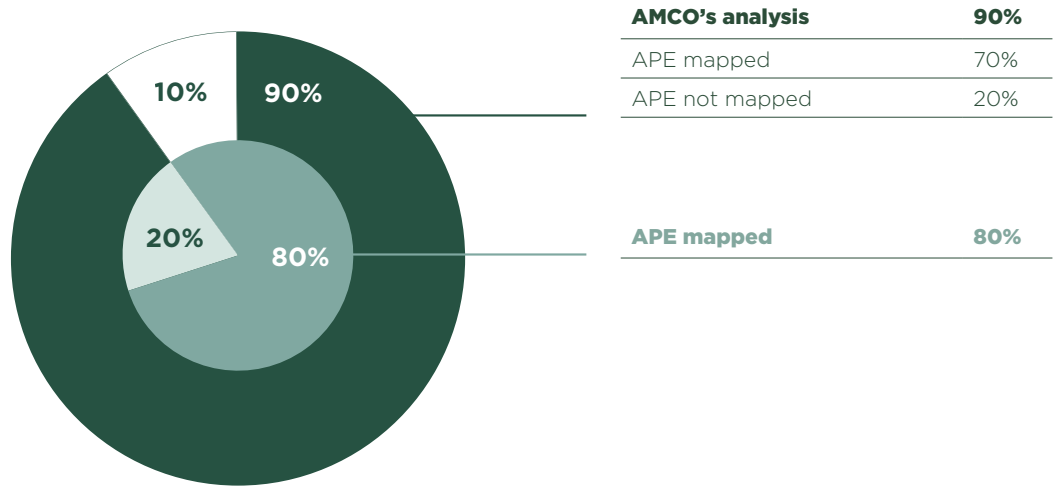 10%
90%
20%
80%
AMCO’s analysis 90%
APE mapped 70%
APE not mapped 20%
APE mapped 80%